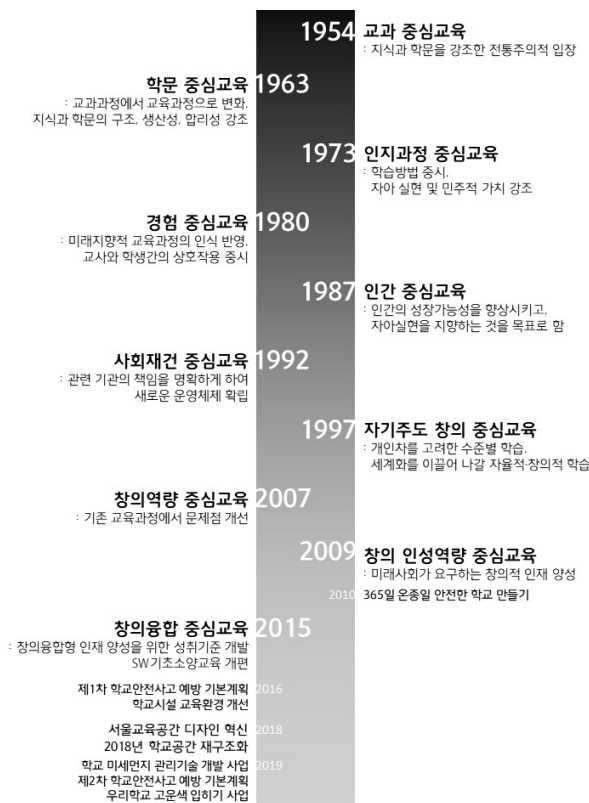 1954 교과 중심교육
: 지식과 학문을 강조한 전통주의적 입장
학문 중심교육 1963
: 교과과정에서 교육과정으로 변화,
지식과 학문의 구조, 생산성, 합리성 강조
1973 인지과정 중심교육
: 학습방법 중시,
자아 실현 및 민주적 가치 강조
경험 중심교육 1980
: 미래지향적 교육과정의 인식 반영,
교사와 학생간의 상호작용 중시
1987 인간 중심교육
: 인간의 성장가능성을 향상시키고,
자아실현을 지향하는 것을 목표로 함
사회재건 중심교육 1992
: 관련 기관의 책임을 명확하게 하여
새로운 운영체제 확립
1997 자기주도 창의 중심교육
: 개인차를 고려한 수준별 학습,
세계화를 이끌어 나갈 자율적·창의적 학습
창의역량 중심교육 2007
: 기존 교육과정에서 문제점 개선
2009 창의 인성역량 중심교육
: 미래사회가 요구하는 창의적 인재 양성
2010 365일 온종일 안전한 학교 만들기
창의융합 중심교육 2015
: 창의융합형 인재 양성을 위한 성취기준 개발
SW기초소양교육 개편
제1차 학교안전사고 예방 기본계획 2016
학교시설 교육환경 개선
서울교육공간 디자인 혁신 2018
2018년 학교공간 재구조화
학교 미세먼지 관리기술 개발 사업 2019
제2차 학교안전사고 예방 기본계획
우리학교 고운색 입히기 사업